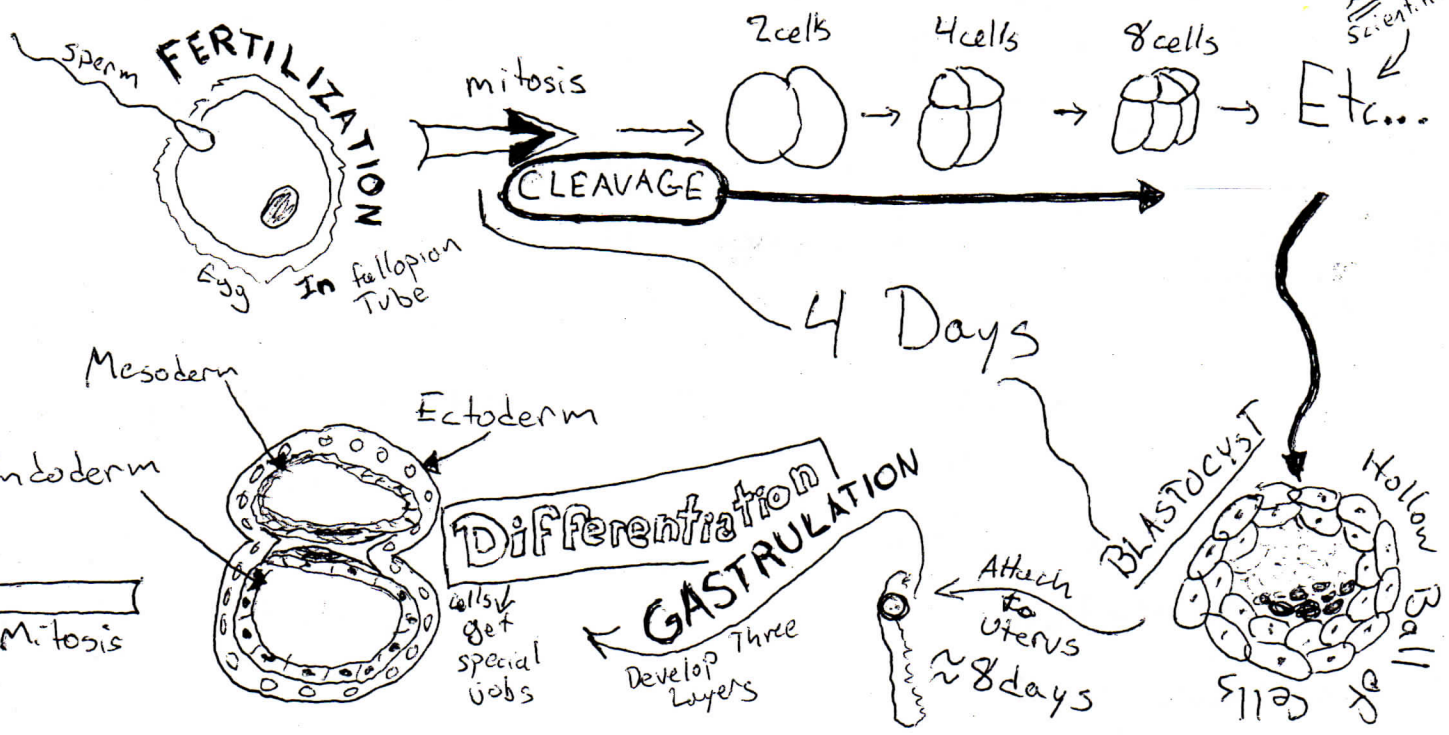 sperm
FERTILIZATION
Egg
In fallopian
Tube
mitosis
CLEAVAGE
2cells
4cells
8cells
Etc...
4 Days
BLASTOCYST
Hollow
Ball
of
cells
Attach
to
uterus
≈8days
GASTRULATION
Develop Three
Layers
Differentiation
cells
get
special
jobs
Ectoderm
Mesoderm
ndoderm
Mitosis